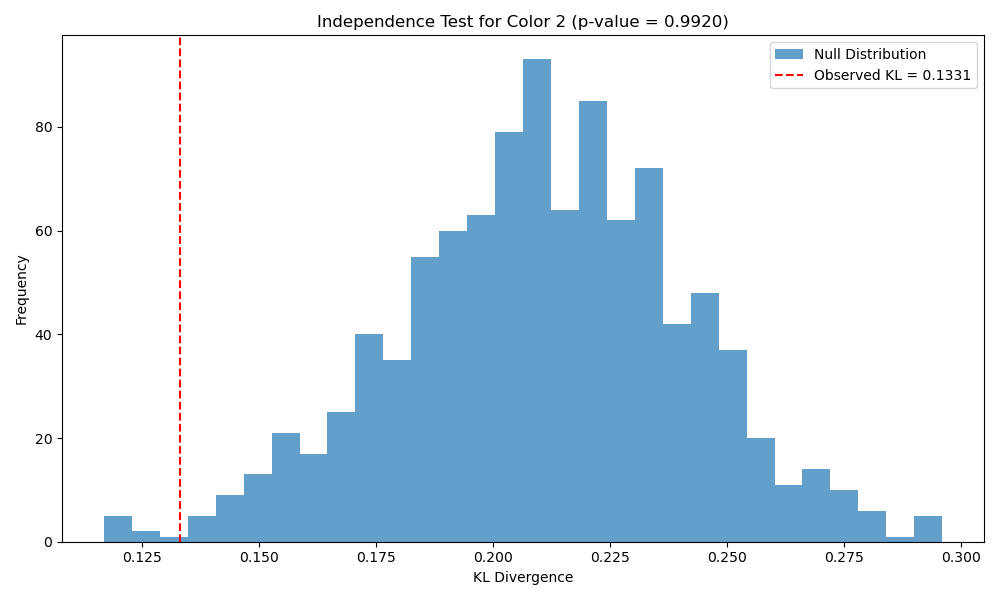 Independence Test for Color 2 (p-value = 0.9920)
Null Distribution
Observed KL = 0.1331
Frequency
80
60
40
20
0
0.125 0.150 0.175 0.200 0.225 0.250 0.275 0.300
KL Divergence